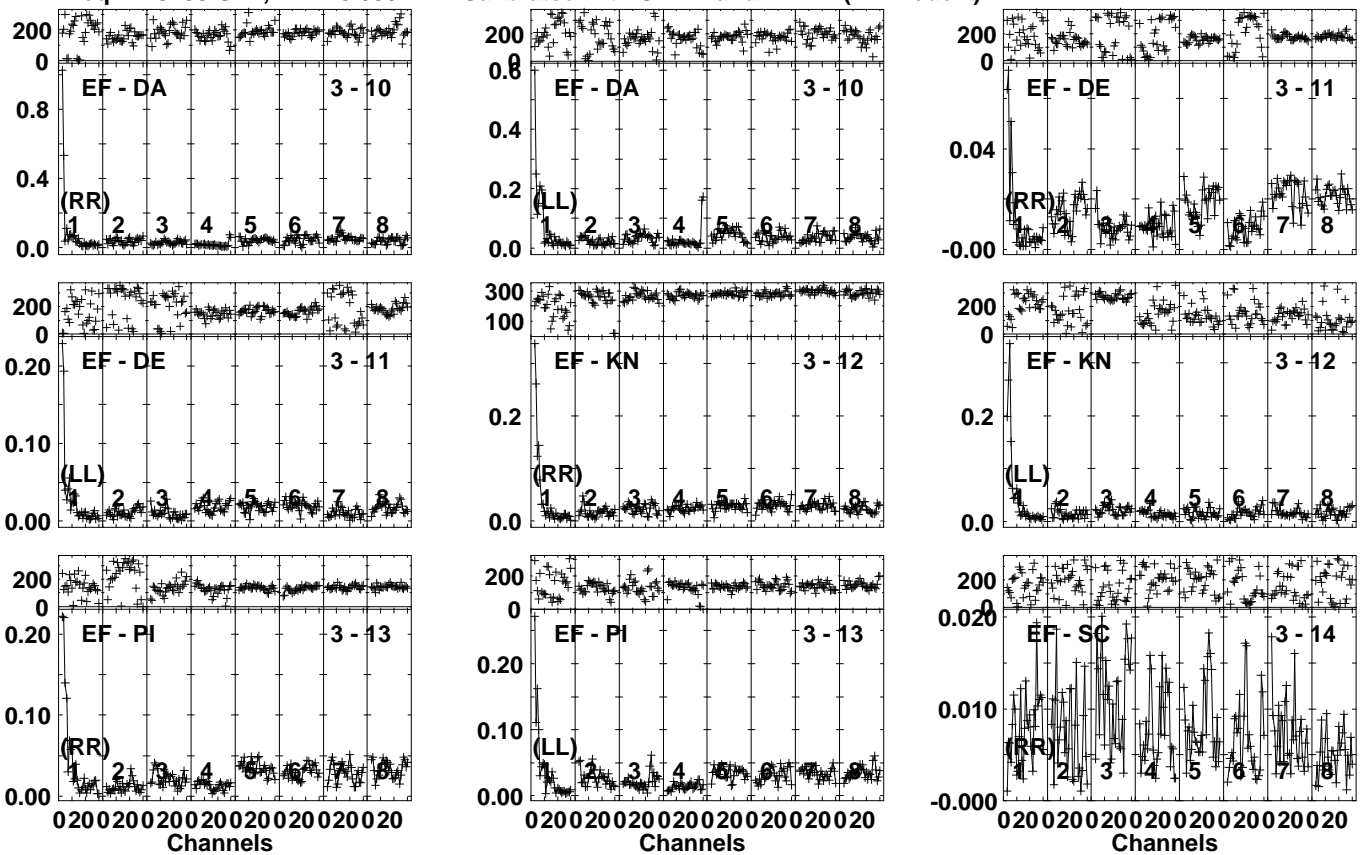 200 200 200
0 0 0
EF - DA 3 - 10 0.6 EF - DA 3 - 10 EF - DE 3 - 11
0.8 0.4 0.04
0.4 (RR) 0.2 (LL) (RR)
1 2 3 4 5 6 7 8 1 2 3 4 5 6 7 8 1 2 3 4 5 6 7 8
0.0 0.0 -0.00
200 300 200
0 100 0
0.20 EF - DE 3 - 11 EF - KN 3 - 12 EF - KN 3 - 12
0.10 0.2 0.2
(LL) (RR) (LL)
1 2 3 4 5 6 7 8 1 2 3 4 5 6 7 8 1 2 3 4 5 6 7 8
0.00 0.0 0.0
200 200 200
0 0 0
0.20 EF - PI 3 - 13 0.20 EF - PI 3 - 13 0.020 EF - SC 3 - 14
0.10 0.10 0.010
(RR) (LL) (RR)
1 2 3 4 5 6 7 8 1 2 3 4 5 6 7 8 1 2 3 4 5 6 7 8
0.00 0.00 -0.000
0 20 0 20 0 20 0 20 0 20 0 20 0 20 0 20 0 20 0 20 0 20 0 20 0 20 0 20 0 20 0 20 0 20 0 20 0 20 0 20 0 20 0 20 0 20 0 20
Channels Channels Channels